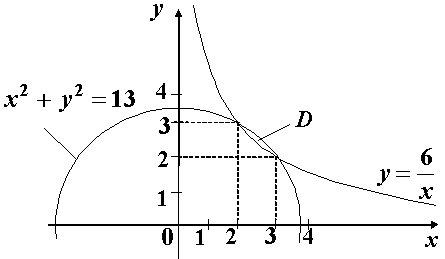 y
x² + y² = 13
4
3
D
2
y = 6/x
1
0 1 2 3 4 x